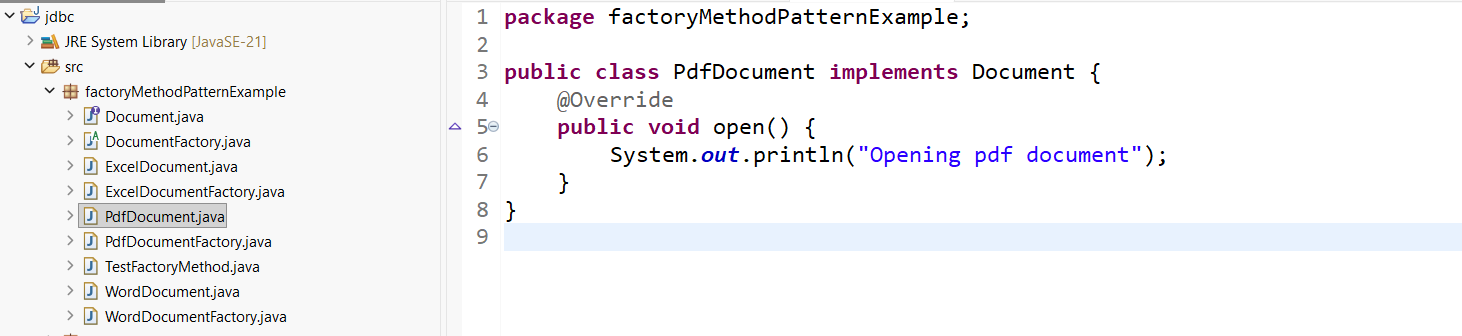 jdbc
JRE System Library [JavaSE-21]
src
factoryMethodPatternExample
Document.java
DocumentFactory.java
ExcelDocument.java
ExcelDocumentFactory.java
PdfDocument.java
PdfDocumentFactory.java
TestFactoryMethod.java
WordDocument.java
WordDocumentFactory.java
1 package factoryMethodPatternExample;
2
3 public class PdfDocument implements Document {
4     @Override
5     public void open() {
6         System.out.println("Opening pdf document");
7     }
8 }
9